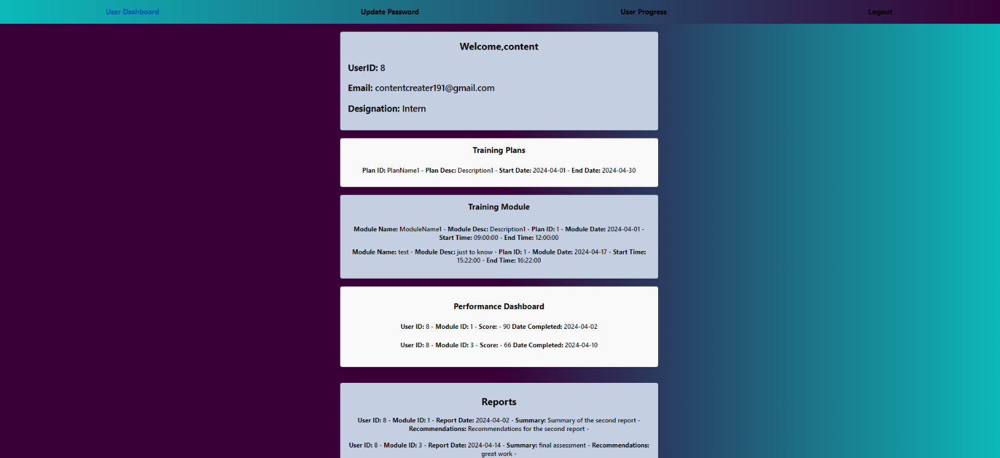 User Dashboard Update Password User Progress Logout
Welcome,content
UserID: 8
Email: contentcreater191@gmail.com
Designation: Intern
Training Plans
Plan ID: PlanName1 - Plan Desc: Description1 - Start Date: 2024-04-01 - End Date: 2024-04-30
Training Module
Module Name: ModuleName1 - Module Desc: Description1 - Plan ID: 1 - Module Date: 2024-04-01 -
Start Time: 09:00:00 - End Time: 12:00:00
Module Name: test - Module Desc: just to know - Plan ID: 1 - Module Date: 2024-04-17 - Start Time:
15:22:00 - End Time: 16:22:00
Performance Dashboard
User ID: 8 - Module ID: 1 - Score: - 90 Date Completed: 2024-04-02
User ID: 8 - Module ID: 3 - Score: - 66 Date Completed: 2024-04-10
Reports
User ID: 8 - Module ID: 1 - Report Date: 2024-04-02 - Summary: Summary of the second report -
Recommendations: Recommendations for the second report -
User ID: 8 - Module ID: 3 - Report Date: 2024-04-14 - Summary: final assessment - Recommendations:
great work -